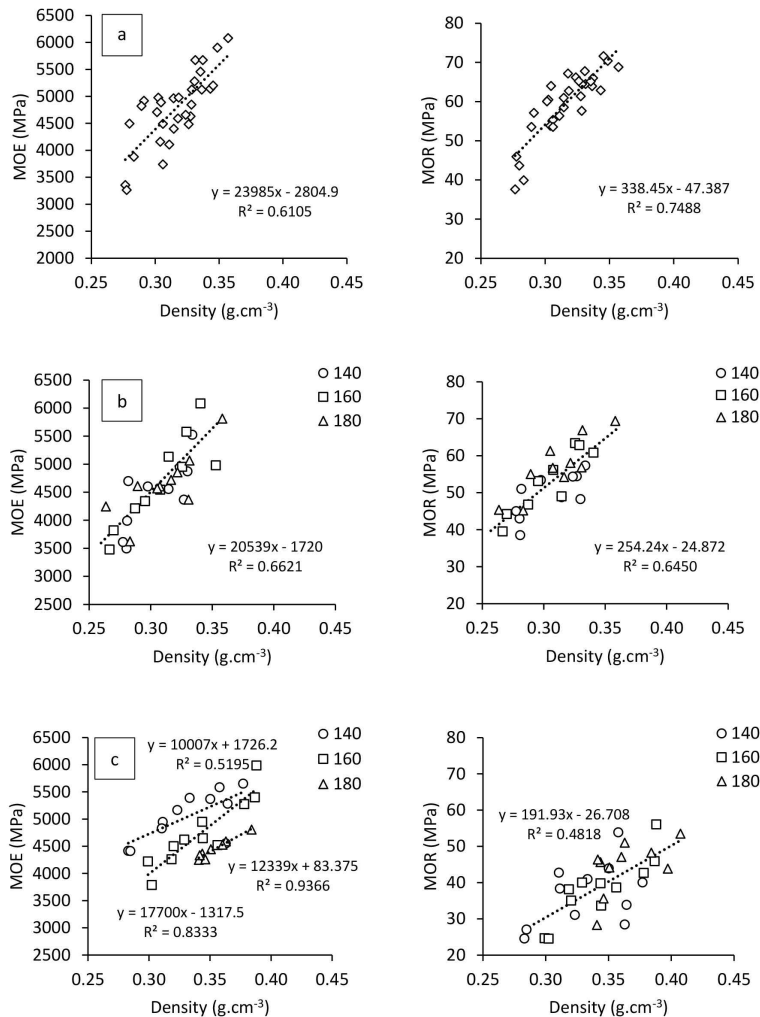 a
MOE (MPa)
6500
6000
5500
5000
4500
4000
3500
3000
2500
2000
y = 23985x - 2804.9
R² = 0.6105
0.25 0.30 0.35 0.40 0.45
Density (g.cm-3)
MOR (MPa)
80
70
60
50
40
30
20
y = 338.45x - 47.387
R² = 0.7488
0.25 0.30 0.35 0.40 0.45
Density (g.cm-3)
b
140
160
180
MOE (MPa)
6500
6000
5500
5000
4500
4000
3500
3000
2500
y = 20539x - 1720
R² = 0.6621
0.25 0.30 0.35 0.40 0.45
Density (g.cm-3)
140
160
180
MOR (MPa)
80
70
60
50
40
30
20
y = 254.24x - 24.872
R² = 0.6450
0.25 0.30 0.35 0.40 0.45
Density (g.cm-3)
c
140
160
180
MOE (MPa)
6500
6000
5500
5000
4500
4000
3500
3000
2500
y = 10007x + 1726.2
R² = 0.5195
y = 12339x + 83.375
R² = 0.9366
y = 17700x - 1317.5
R² = 0.8333
0.25 0.30 0.35 0.40 0.45
Density (g.cm-3)
140
160
180
MOR (MPa)
80
70
60
50
40
30
20
y = 191.93x - 26.708
R² = 0.4818
0.25 0.30 0.35 0.40 0.45
Density (g.cm-3)